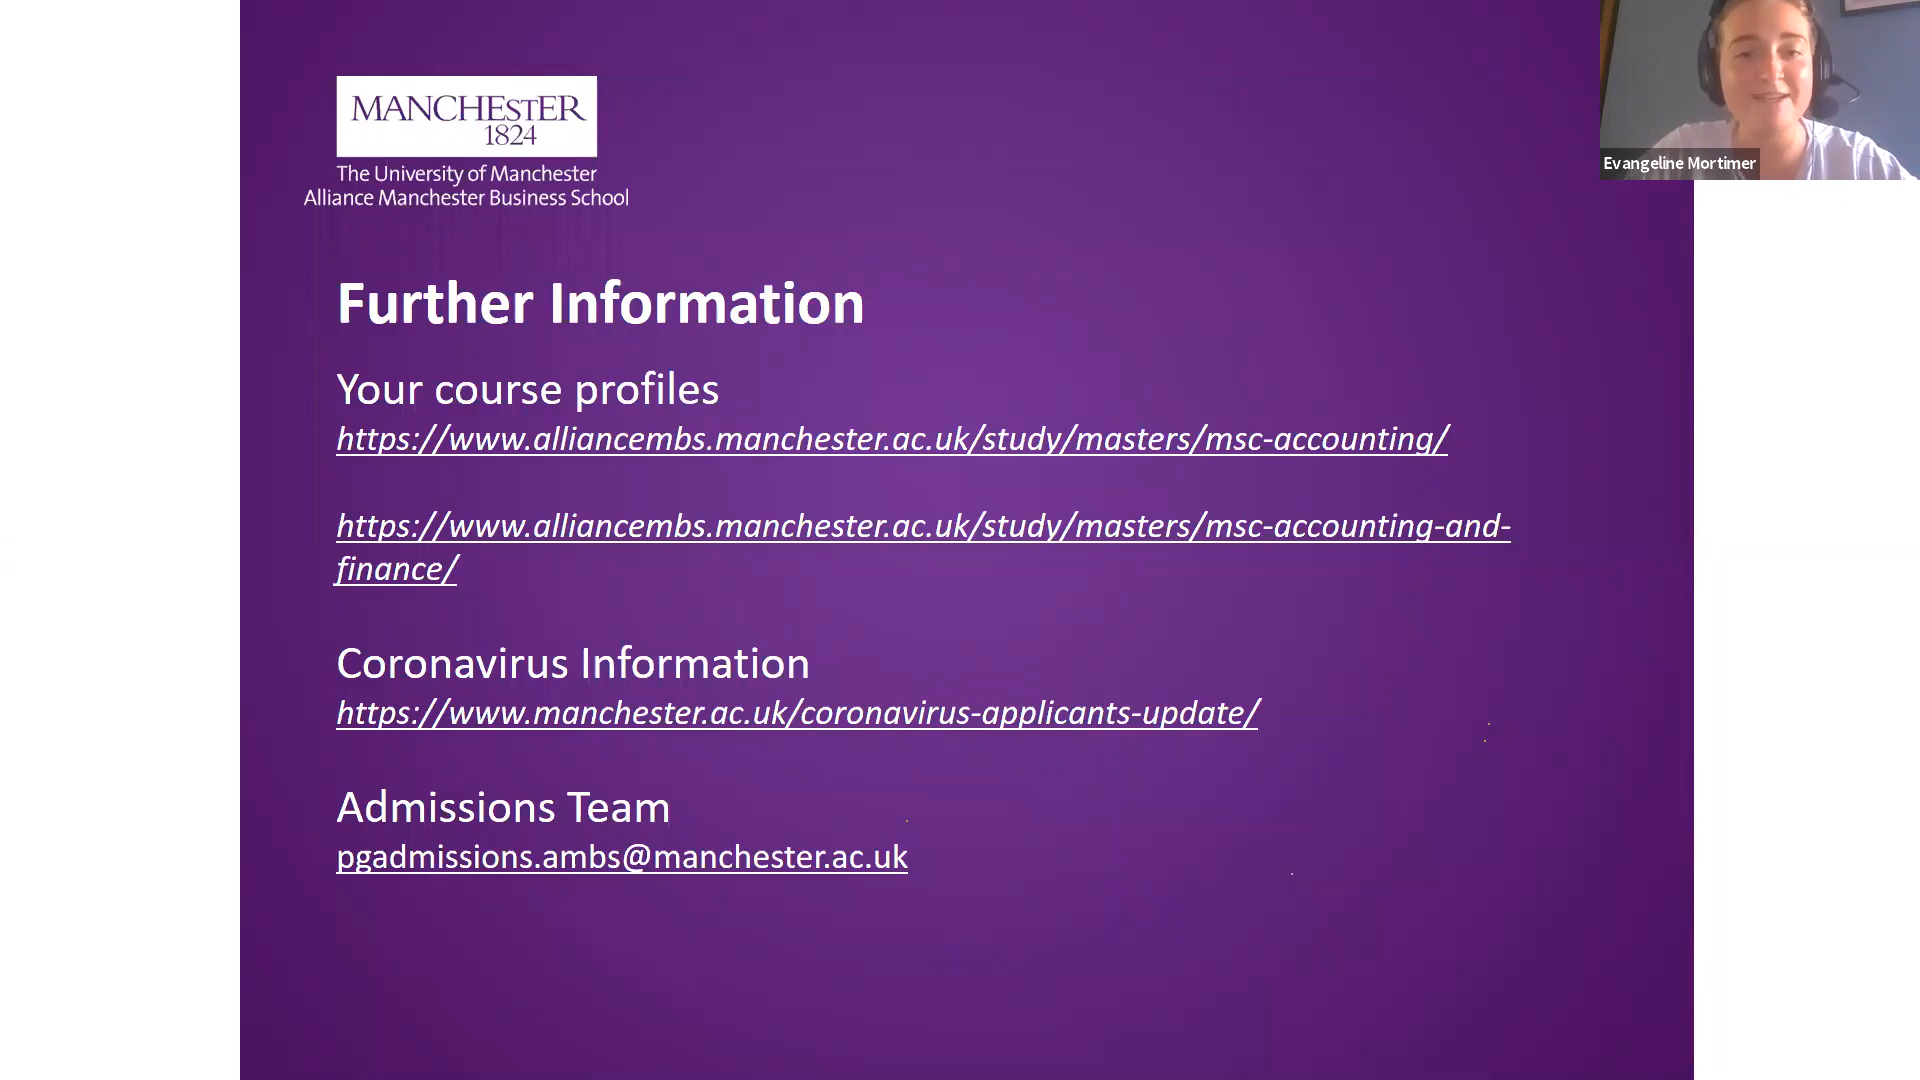 MANCHESTER
1824
The University of Manchester
Alliance Manchester Business School
Evangeline Mortimer
Further Information
Your course profiles
https://www.alliancembs.manchester.ac.uk/study/masters/msc-accounting/
https://www.alliancembs.manchester.ac.uk/study/masters/msc-accounting-and-
finance/
Coronavirus Information
https://www.manchester.ac.uk/coronavirus-applicants-update/
Admissions Team
pgadmissions.ambs@manchester.ac.uk